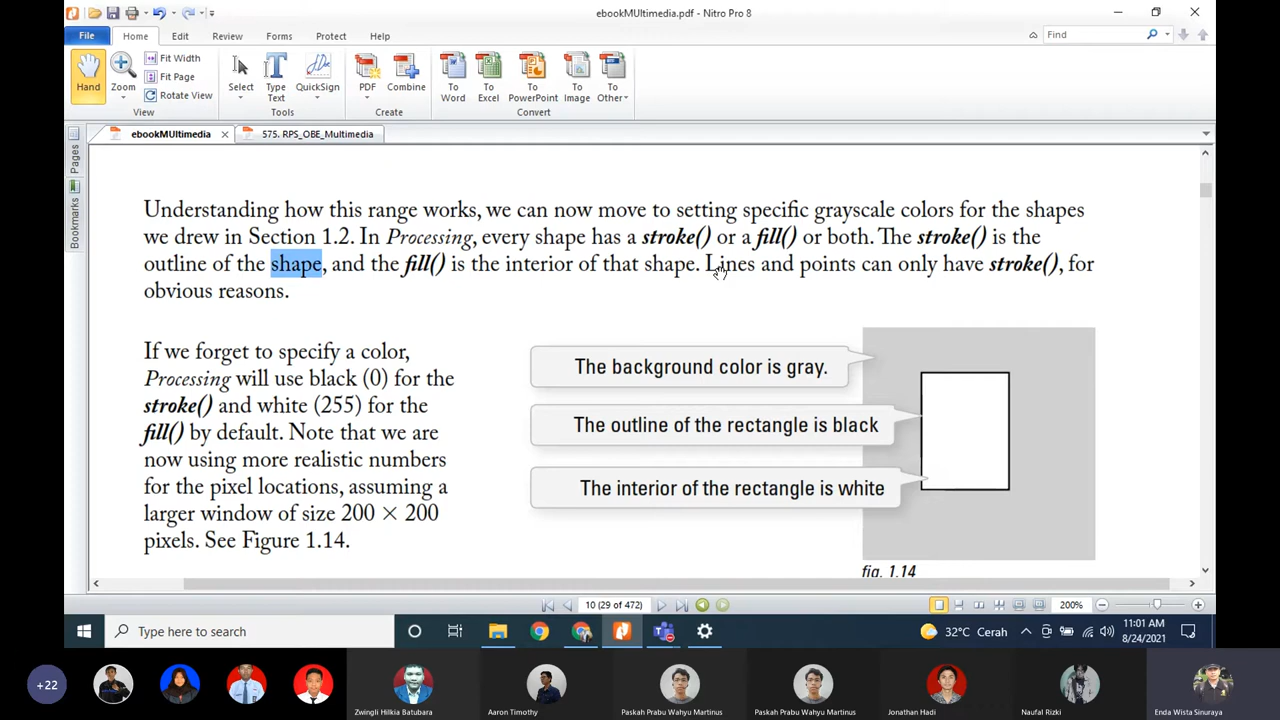 ebookMUltimedia.pdf - Nitro Pro 8
File Home Edit Review Forms Protect Help
Find
Hand
Zoom
Fit Width
Fit Page
Rotate View
View
Select
Type Text
QuickSign
Tools
PDF
Combine
Create
To Word
To Excel
To PowerPoint
To Image
To Other
Convert
ebookMUltimedia
575. RPS_OBE_Multimedia
Pages
Bookmarks
Understanding how this range works, we can now move to setting specific grayscale colors for the shapes
we drew in Section 1.2. In Processing, every shape has a stroke() or a fill() or both. The stroke() is the
outline of the shape, and the fill() is the interior of that shape. Lines and points can only have stroke(), for
obvious reasons.
If we forget to specify a color,
Processing will use black (0) for the
stroke() and white (255) for the
fill() by default. Note that we are
now using more realistic numbers
for the pixel locations, assuming a
larger window of size 200 × 200
pixels. See Figure 1.14.
The background color is gray.
The outline of the rectangle is black
The interior of the rectangle is white
fig. 1.14
10 (29 of 472)
200%
Type here to search
32°C Cerah
11:01 AM
8/24/2021
+22
Zwingli Hilkia Batubara
Aaron Timothy
Paskah Prabu Wahyu Martinus
Paskah Prabu Wahyu Martinus
Jonathan Hadi
Naufal Rizki
Enda Wista Sinuraya